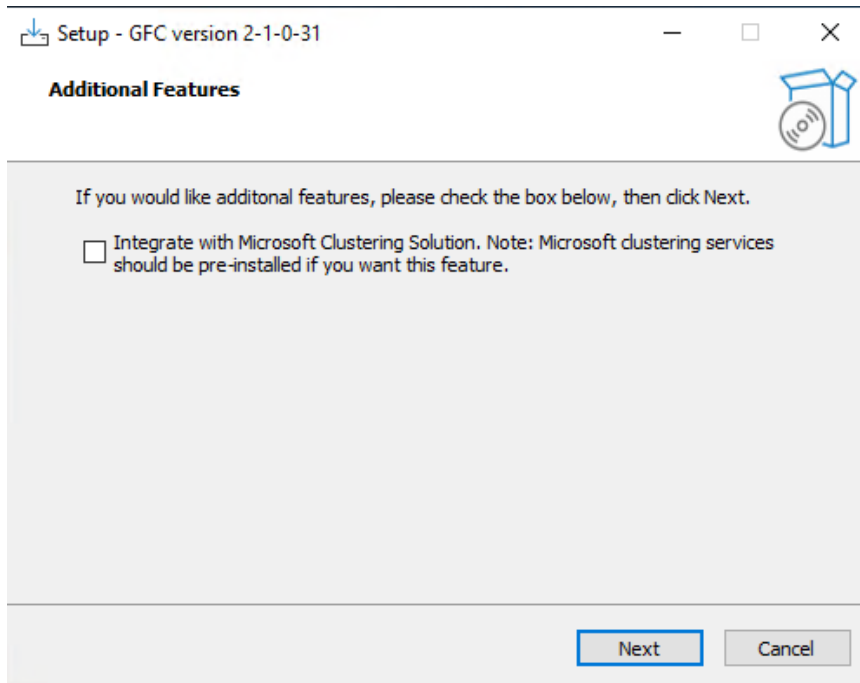 Setup - GFC version 2-1-0-31
Additional Features
If you would like additonal features, please check the box below, then click Next.
Integrate with Microsoft Clustering Solution. Note: Microsoft clustering services
should be pre-installed if you want this feature.
Next
Cancel